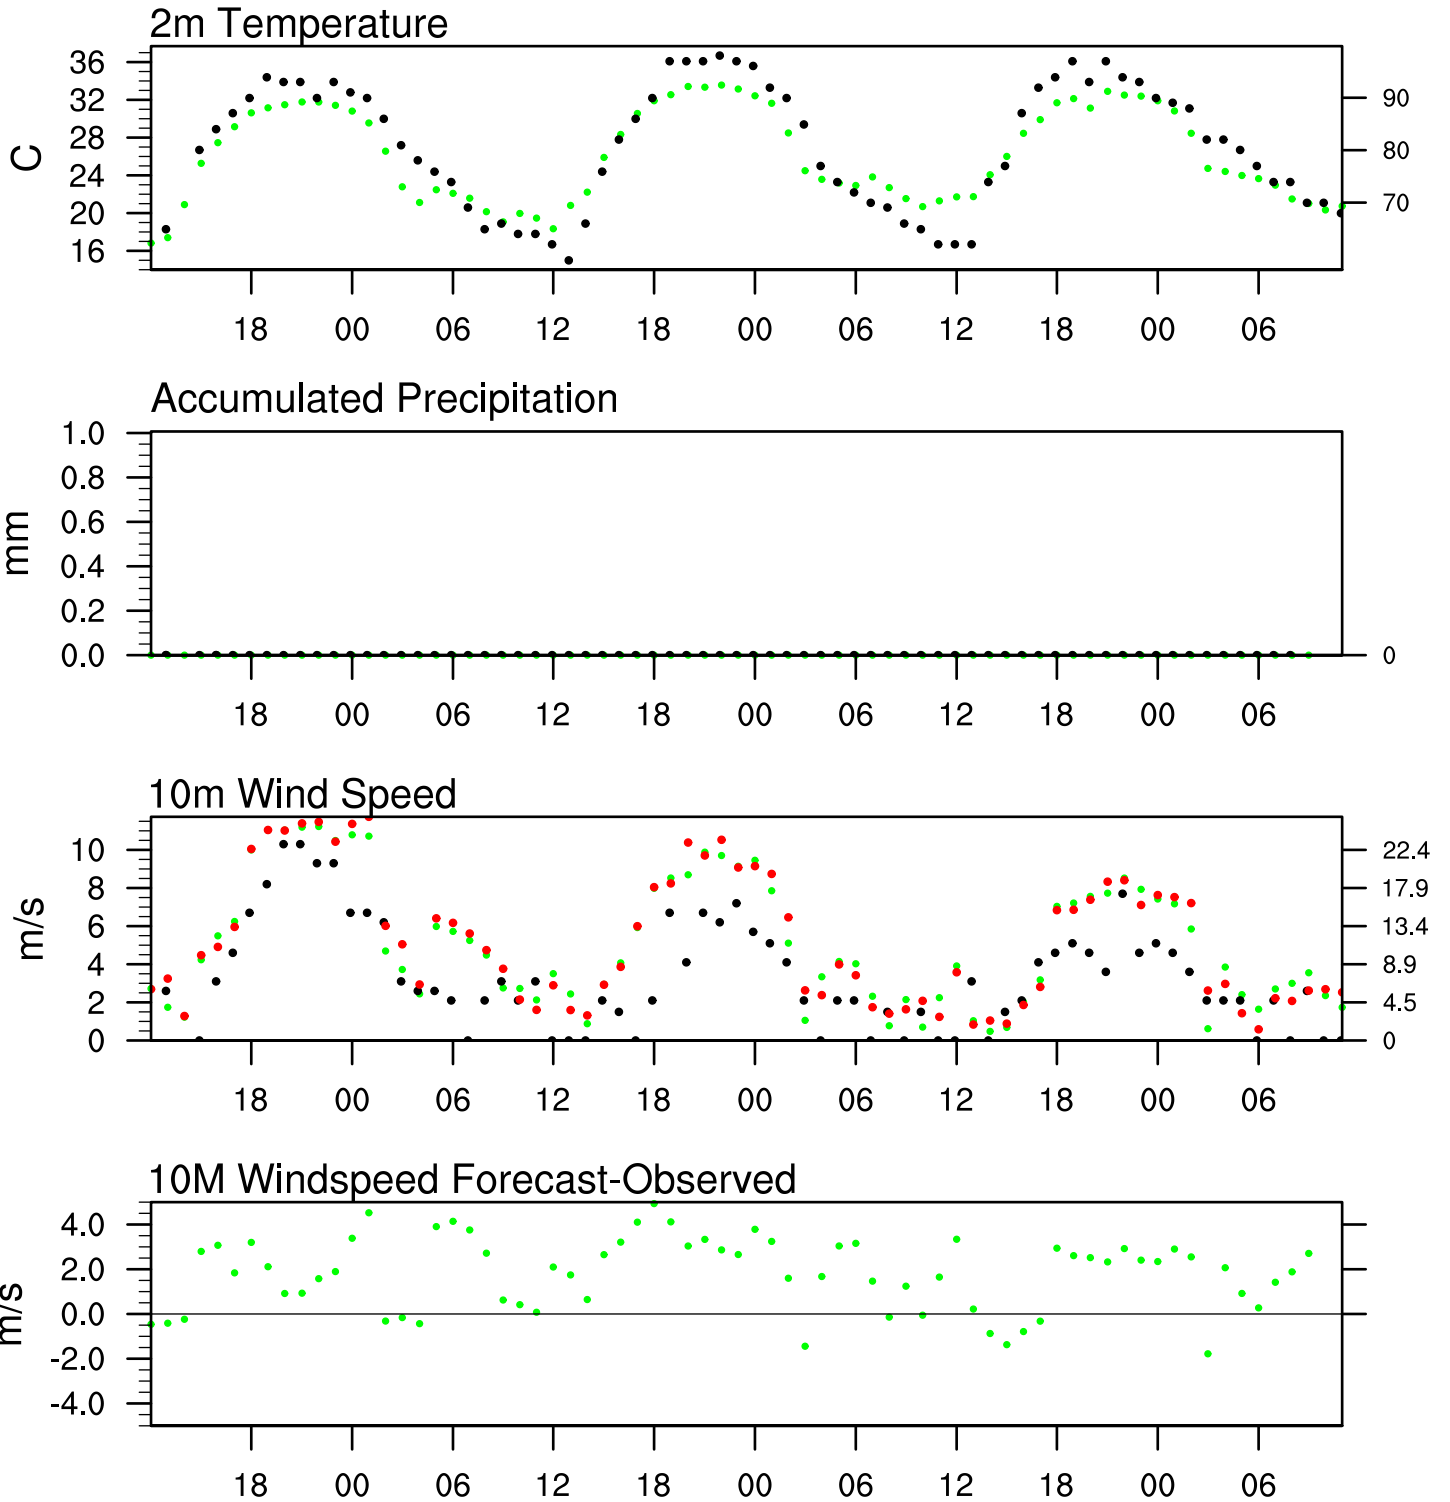 2m Temperature
36
32
28
24
20
16
C
90
80
70
18 00 06 12 18 00 06 12 18 00 06
Accumulated Precipitation
1.0
0.8
0.6
0.4
0.2
0.0
mm
0
18 00 06 12 18 00 06 12 18 00 06
10m Wind Speed
10
8
6
4
2
0
m/s
22.4
17.9
13.4
8.9
4.5
0
18 00 06 12 18 00 06 12 18 00 06
10M Windspeed Forecast-Observed
4.0
2.0
0.0
-2.0
-4.0
m/s
18 00 06 12 18 00 06 12 18 00 06